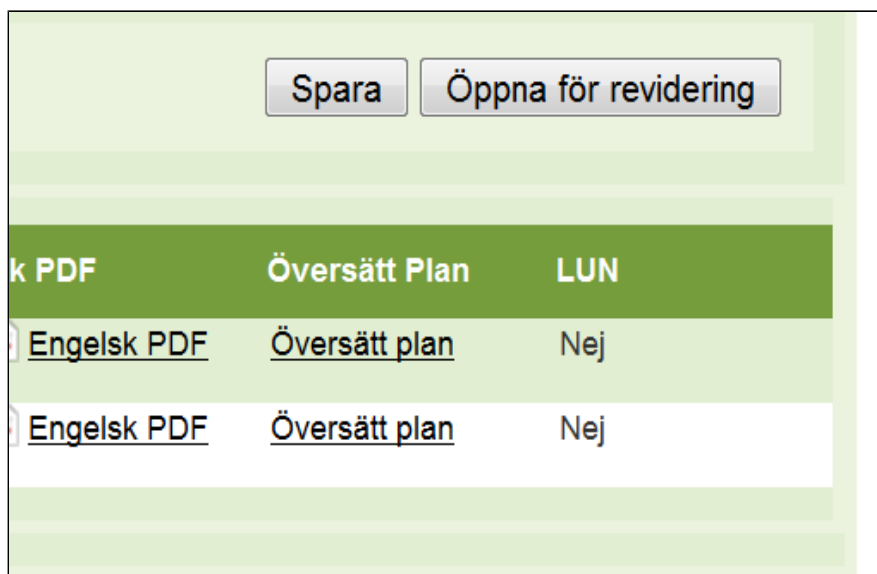 Spara Öppna för revidering
k PDF Översätt Plan LUN
Engelsk PDF Översätt plan Nej
Engelsk PDF Översätt plan Nej